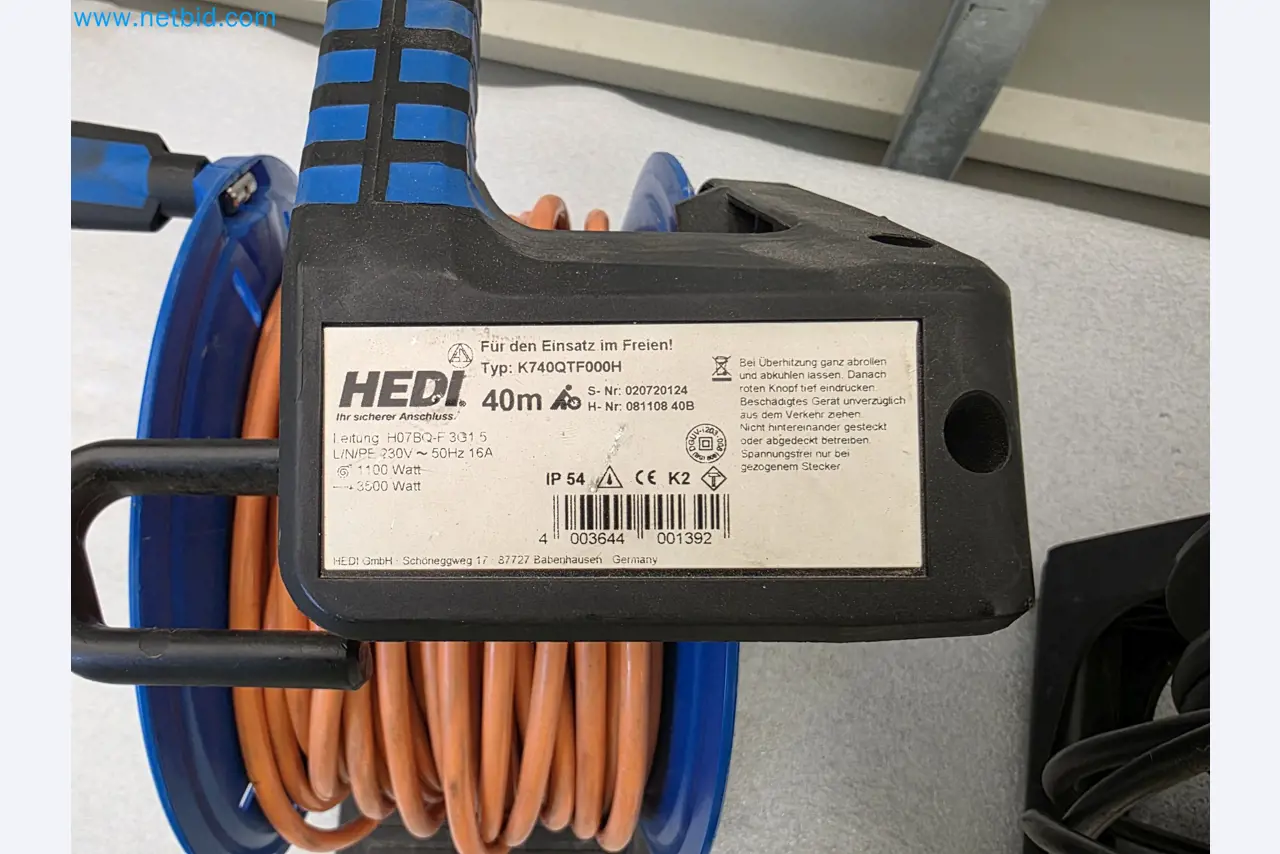 www.netbid.com
Für den Einsatz im Freien!
Typ: K740QTF000H
HEDI®
Ihr sicherer Anschluss.
40m
S- Nr: 020720124
H- Nr: 081108 40B
Leitung H07BQ-F 3G1,5
L/N/PE 230V ~ 50Hz 16A
1100 Watt
3500 Watt
IP 54 CE K2
4 003644 001392
HEDI GmbH · Schöneggweg 17 · 87727 Babenhausen · Germany
Bei Überhitzung ganz abrollen
und abkühlen lassen. Danach
roten Knopf tief eindrücken.
Beschädigtes Gerät unverzüglich
aus dem Verkehr ziehen.
Nicht hintereinander gesteckt
oder abgedeckt betreiben.
Spannungsfrei nur bei
gezogenem Stecker.